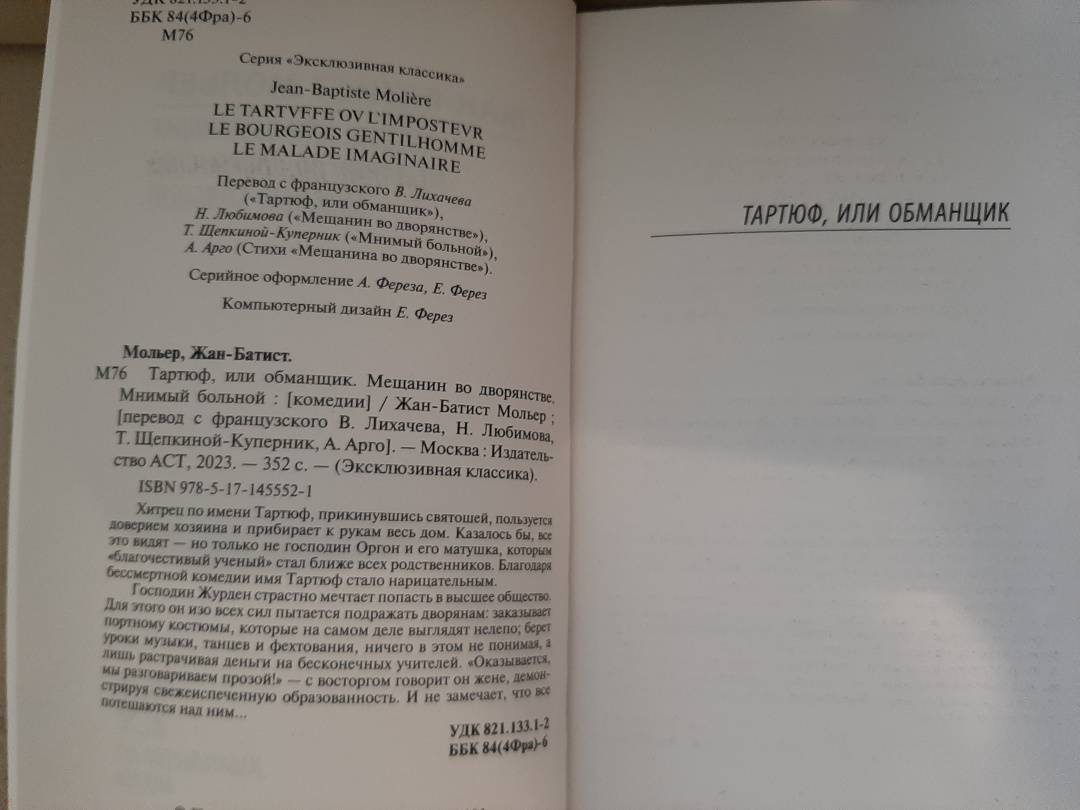 УДК 821.133.1-2
ББК 84(4Фра)-6
М76
Серия «Эксклюзивная классика»
Jean-Baptiste Molière
LE TARTVFFE OV L'IMPOSTEVR
LE BOURGEOIS GENTILHOMME
LE MALADE IMAGINAIRE
Перевод с французского В. Лихачева
(«Тартюф, или обманщик»),
Н. Любимова («Мещанин во дворянстве»),
Т. Щепкиной-Куперник («Мнимый больной»),
А. Арго (Стихи «Мещанина во дворянстве»).
Серийное оформление А. Фереза, Е. Ферез
Компьютерный дизайн Е. Ферез
Мольер, Жан-Батист.
М76 Тартюф, или обманщик. Мещанин во дворянстве.
Мнимый больной : [комедии] / Жан-Батист Мольер ;
[перевод с французского В. Лихачева, Н. Любимова,
Т. Щепкиной-Куперник, А. Арго]. — Москва : Издатель-
ство АСТ, 2023. — 352 с. — (Эксклюзивная классика).
ISBN 978-5-17-145552-1
Хитрец по имени Тартюф, прикинувшись святошей, пользуется
доверием хозяина и прибирает к рукам весь дом. Казалось бы, все
это видят — но только не господин Оргон и его матушка, которым
«благочестивый ученый» стал ближе всех родственников. Благодаря
бессмертной комедии имя Тартюф стало нарицательным.
Господин Журден страстно мечтает попасть в высшее общество.
Для этого он изо всех сил пытается подражать дворянам: заказывает
портному костюмы, которые на самом деле выглядят нелепо; берет
уроки музыки, танцев и фехтования, ничего в этом не понимая, а
лишь растрачивая деньги на бесконечных учителей. «Оказывается,
мы разговариваем прозой!» — с восторгом говорит он жене, демон-
стрируя свежеиспеченную образованность. И не замечает, что все
потешаются над ним...
УДК 821.133.1-2
ББК 84(4Фра)-6
ТАРТЮФ, ИЛИ ОБМАНЩИК